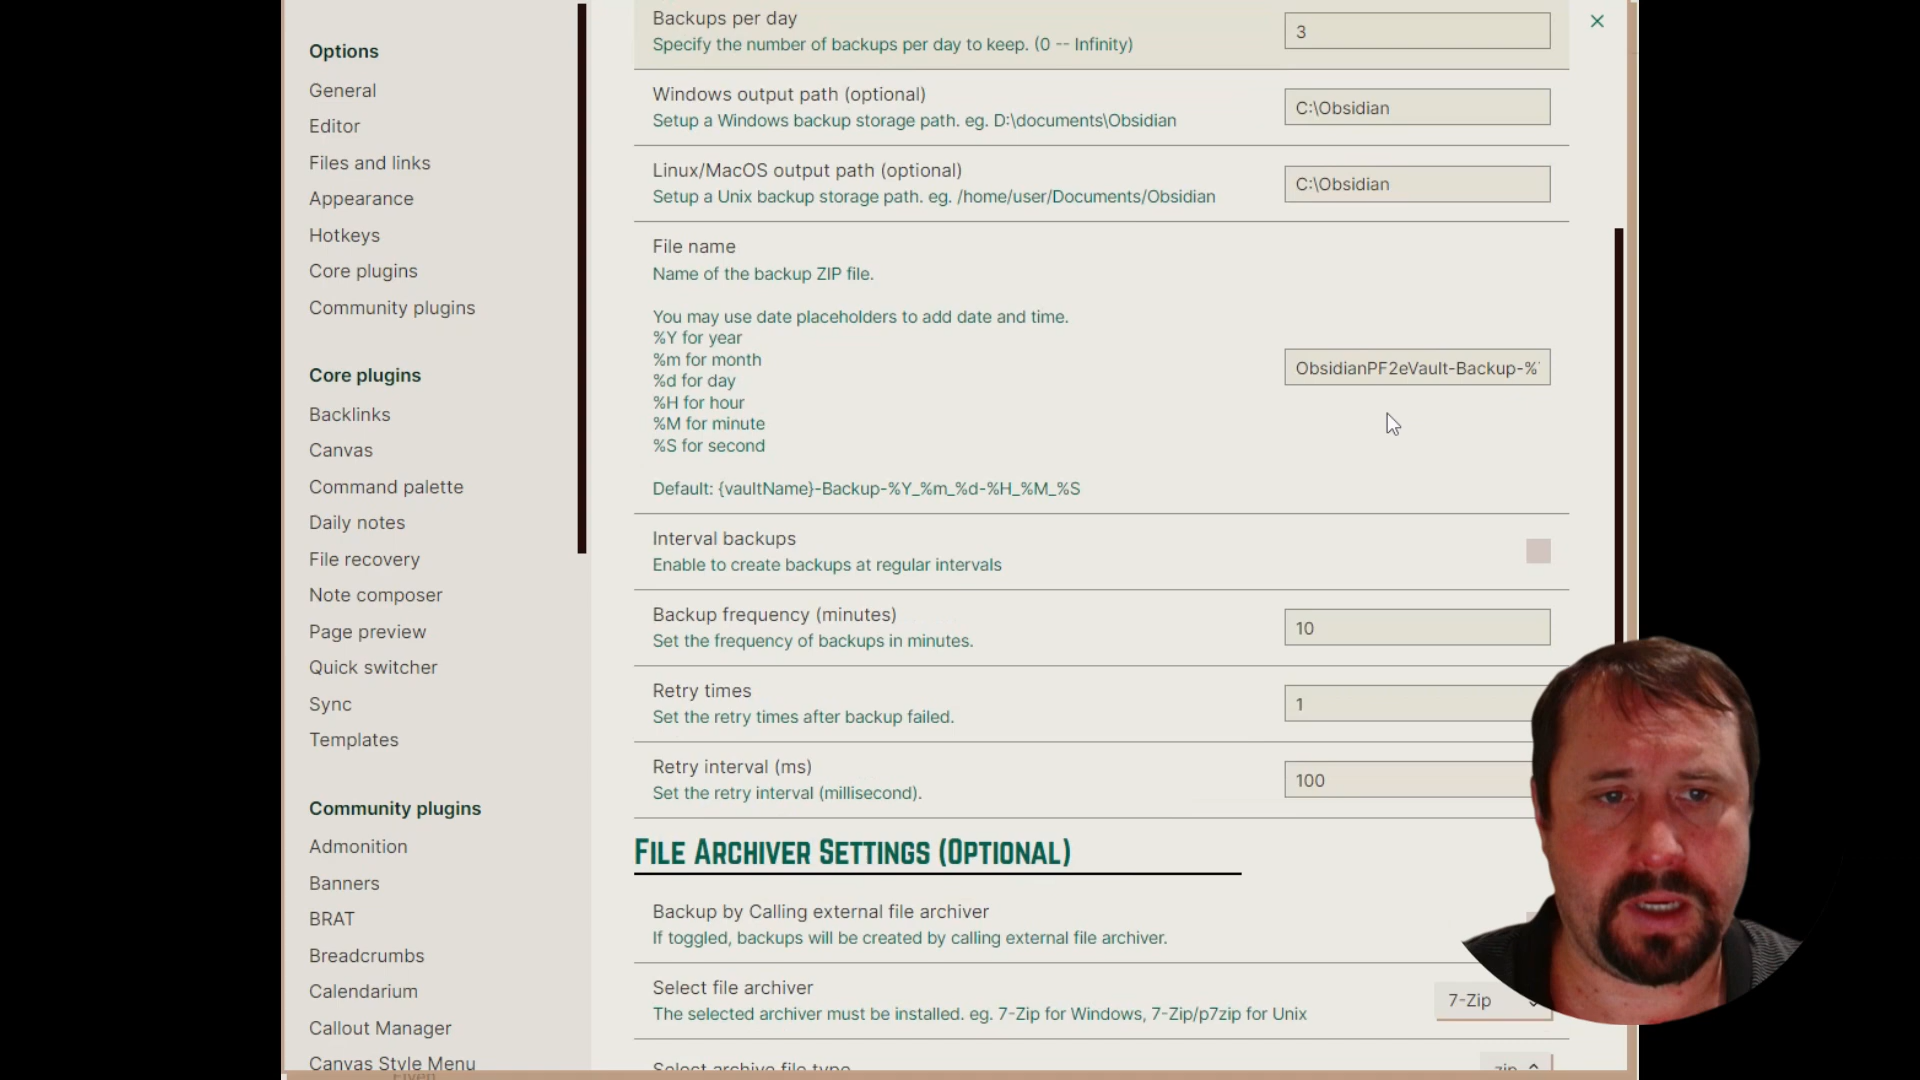 Options
General
Editor
Files and links
Appearance
Hotkeys
Core plugins
Community plugins
Core plugins
Backlinks
Canvas
Command palette
Daily notes
File recovery
Note composer
Page preview
Quick switcher
Sync
Templates
Community plugins
Admonition
Banners
BRAT
Breadcrumbs
Calendarium
Callout Manager
Canvas Style Menu
Elven
Backups per day
Specify the number of backups per day to keep. (0 -- Infinity)
3
Windows output path (optional)
Setup a Windows backup storage path. eg. D:\documents\Obsidian
C:\Obsidian
Linux/MacOS output path (optional)
Setup a Unix backup storage path. eg. /home/user/Documents/Obsidian
C:\Obsidian
File name
Name of the backup ZIP file.
You may use date placeholders to add date and time.
%Y for year
%m for month
%d for day
%H for hour
%M for minute
%S for second
Default: {vaultName}-Backup-%Y_%m_%d-%H_%M_%S
ObsidianPF2eVault-Backup-%
Interval backups
Enable to create backups at regular intervals
Backup frequency (minutes)
Set the frequency of backups in minutes.
10
Retry times
Set the retry times after backup failed.
1
Retry interval (ms)
Set the retry interval (millisecond).
100
File Archiver Settings (Optional)
Backup by Calling external file archiver
If toggled, backups will be created by calling external file archiver.
Select file archiver
The selected archiver must be installed. eg. 7-Zip for Windows, 7-Zip/p7zip for Unix
7-Zip
Select archive file type
zip